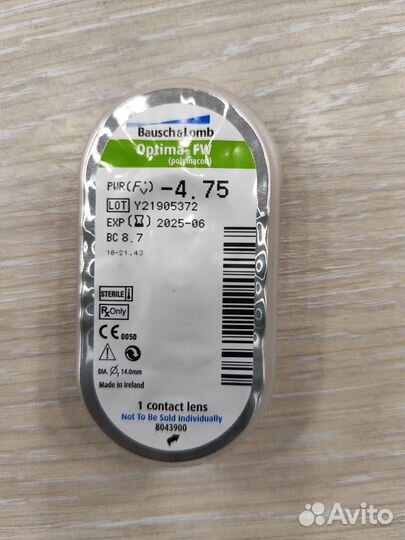 Bausch & Lomb
Optima® FW
(polymacon)
PWR(F'v) -4.75
LOT Y21905372
EXP 2025-06
BC 8.7
10-21.43
STERILE
Rx Only
CE 0050
DIA. Ø, 14.0mm
Made in Ireland
1 contact lens
Not To Be Sold Individually
8043900
Avito